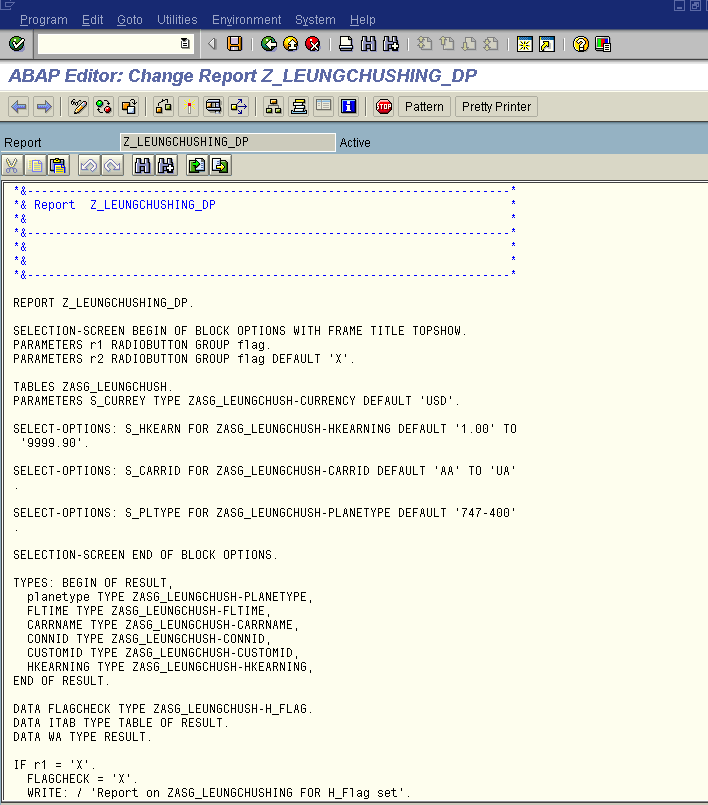 Program Edit Goto Utilities Environment System Help
ABAP Editor: Change Report Z_LEUNGCHUSHING_DP
Pattern Pretty Printer
Report Z_LEUNGCHUSHING_DP Active
*&---------------------------------------------------------------------*
*& Report  Z_LEUNGCHUSHING_DP                                          *
*&                                                                     *
*&---------------------------------------------------------------------*
*&                                                                     *
*&                                                                     *
*&---------------------------------------------------------------------*
REPORT Z_LEUNGCHUSHING_DP.
SELECTION-SCREEN BEGIN OF BLOCK OPTIONS WITH FRAME TITLE TOPSHOW.
PARAMETERS r1 RADIOBUTTON GROUP flag.
PARAMETERS r2 RADIOBUTTON GROUP flag DEFAULT 'X'.
TABLES ZASG_LEUNGCHUSH.
PARAMETERS S_CURREY TYPE ZASG_LEUNGCHUSH-CURRENCY DEFAULT 'USD'.
SELECT-OPTIONS: S_HKEARN FOR ZASG_LEUNGCHUSH-HKEARNING DEFAULT '1.00' TO
'9999.90'.
SELECT-OPTIONS: S_CARRID FOR ZASG_LEUNGCHUSH-CARRID DEFAULT 'AA' TO 'UA'
.
SELECT-OPTIONS: S_PLTYPE FOR ZASG_LEUNGCHUSH-PLANETYPE DEFAULT '747-400'
.
SELECTION-SCREEN END OF BLOCK OPTIONS.
TYPES: BEGIN OF RESULT,
planetype TYPE ZASG_LEUNGCHUSH-PLANETYPE,
FLTIME TYPE ZASG_LEUNGCHUSH-FLTIME,
CARRNAME TYPE ZASG_LEUNGCHUSH-CARRNAME,
CONNID TYPE ZASG_LEUNGCHUSH-CONNID,
CUSTOMID TYPE ZASG_LEUNGCHUSH-CUSTOMID,
HKEARNING TYPE ZASG_LEUNGCHUSH-HKEARNING,
END OF RESULT.
DATA FLAGCHECK TYPE ZASG_LEUNGCHUSH-H_FLAG.
DATA ITAB TYPE TABLE OF RESULT.
DATA WA TYPE RESULT.
IF r1 = 'X'.
FLAGCHECK = 'X'.
WRITE: / 'Report on ZASG_LEUNGCHUSHING FOR H_Flag set'.